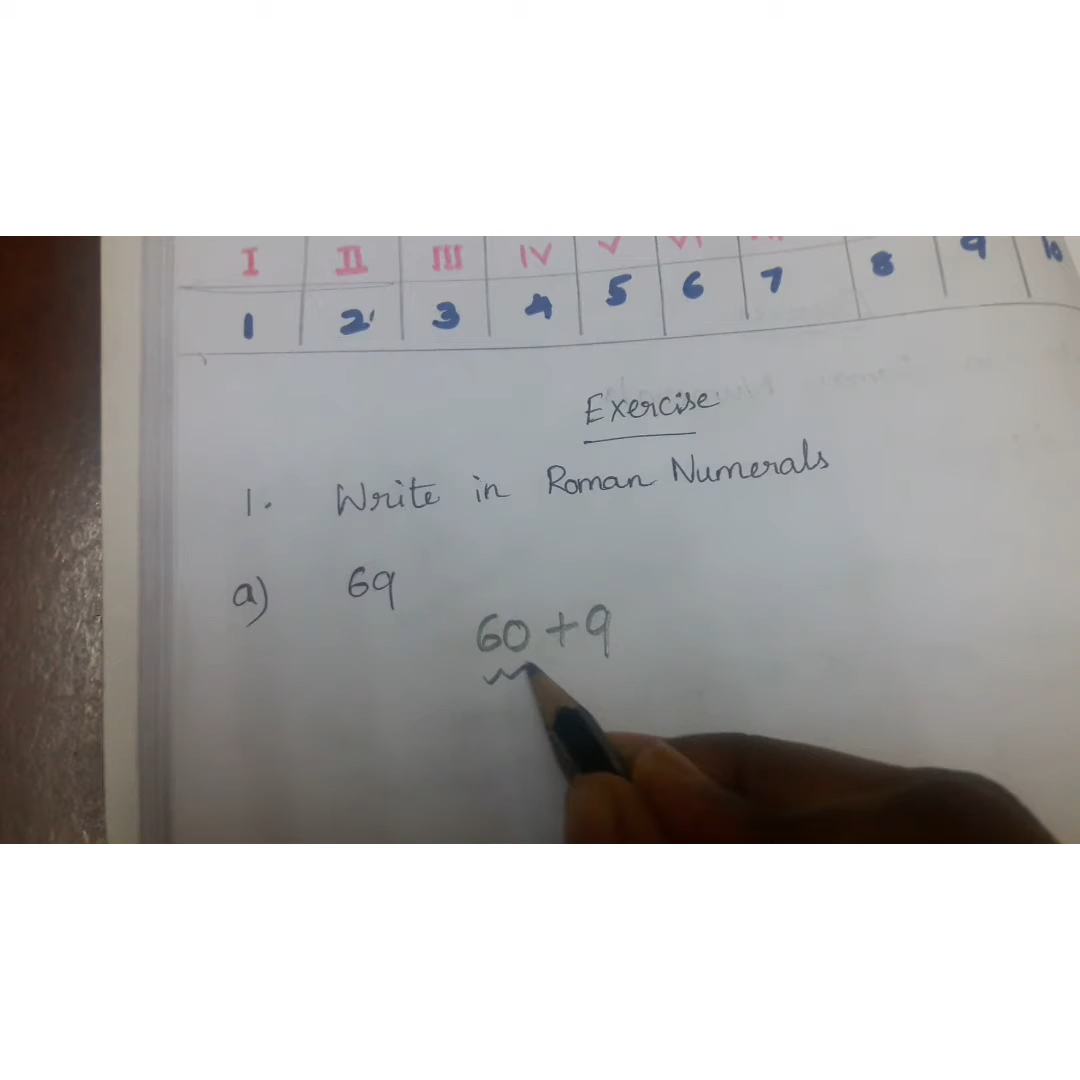 I II III IV V VI
1 2 3 4 5 6 7 8 9 10
Exercise
1. Write in Roman Numerals
a) 69
60 + 9